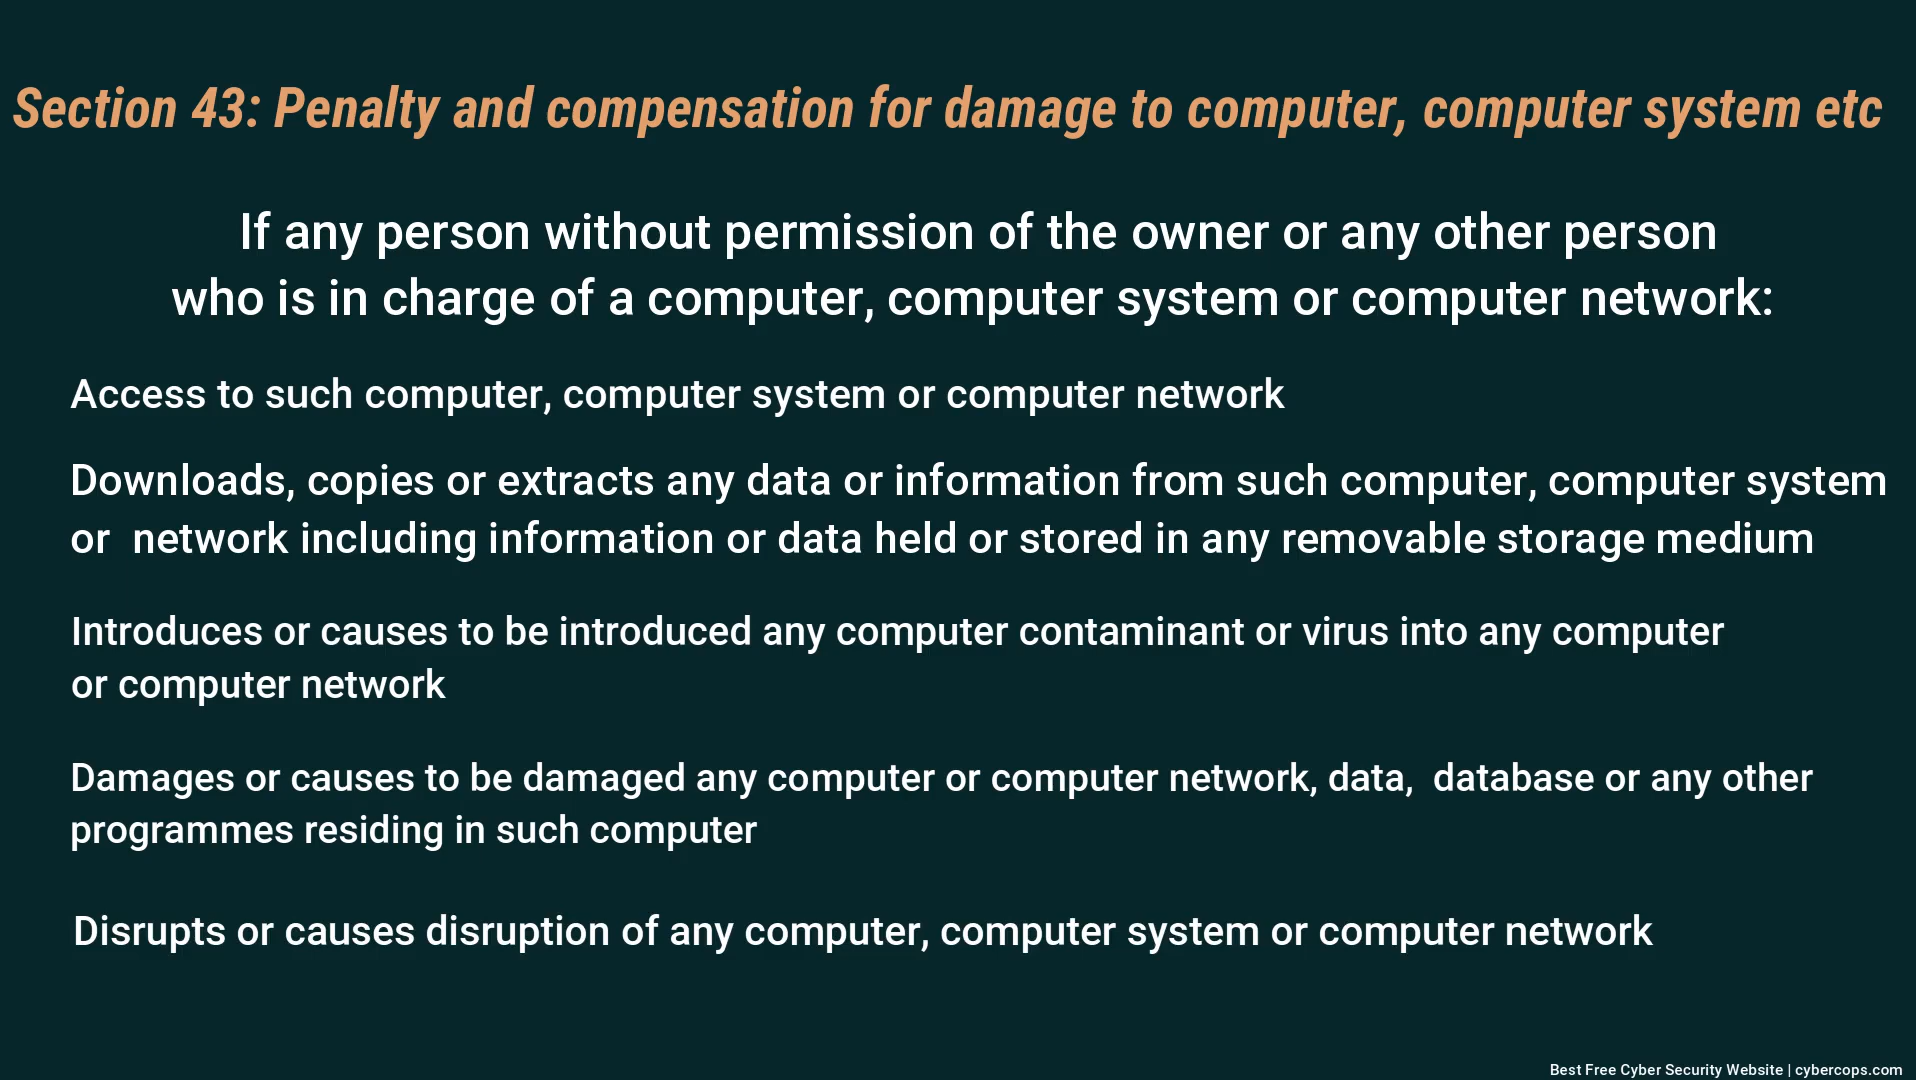 Section 43: Penalty and compensation for damage to computer, computer system etc
If any person without permission of the owner or any other person
who is in charge of a computer, computer system or computer network:
Access to such computer, computer system or computer network
Downloads, copies or extracts any data or information from such computer, computer system
or  network including information or data held or stored in any removable storage medium
Introduces or causes to be introduced any computer contaminant or virus into any computer
or computer network
Damages or causes to be damaged any computer or computer network, data,  database or any other
programmes residing in such computer
Disrupts or causes disruption of any computer, computer system or computer network
Best Free Cyber Security Website | cybercops.com